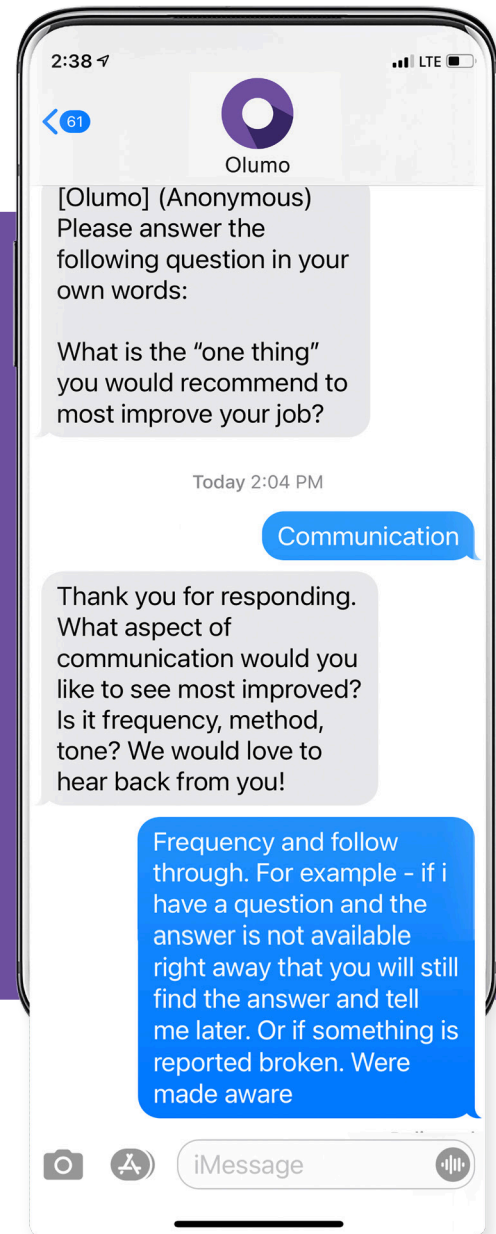 2:38
LTE
61
Olumo
[Olumo] (Anonymous)
Please answer the
following question in your
own words:
What is the “one thing”
you would recommend to
most improve your job?
Today 2:04 PM
Communication
Thank you for responding.
What aspect of
communication would you
like to see most improved?
Is it frequency, method,
tone? We would love to
hear back from you!
Frequency and follow
through. For example - if i
have a question and the
answer is not available
right away that you will still
find the answer and tell
me later. Or if something is
reported broken. Were
made aware
iMessage